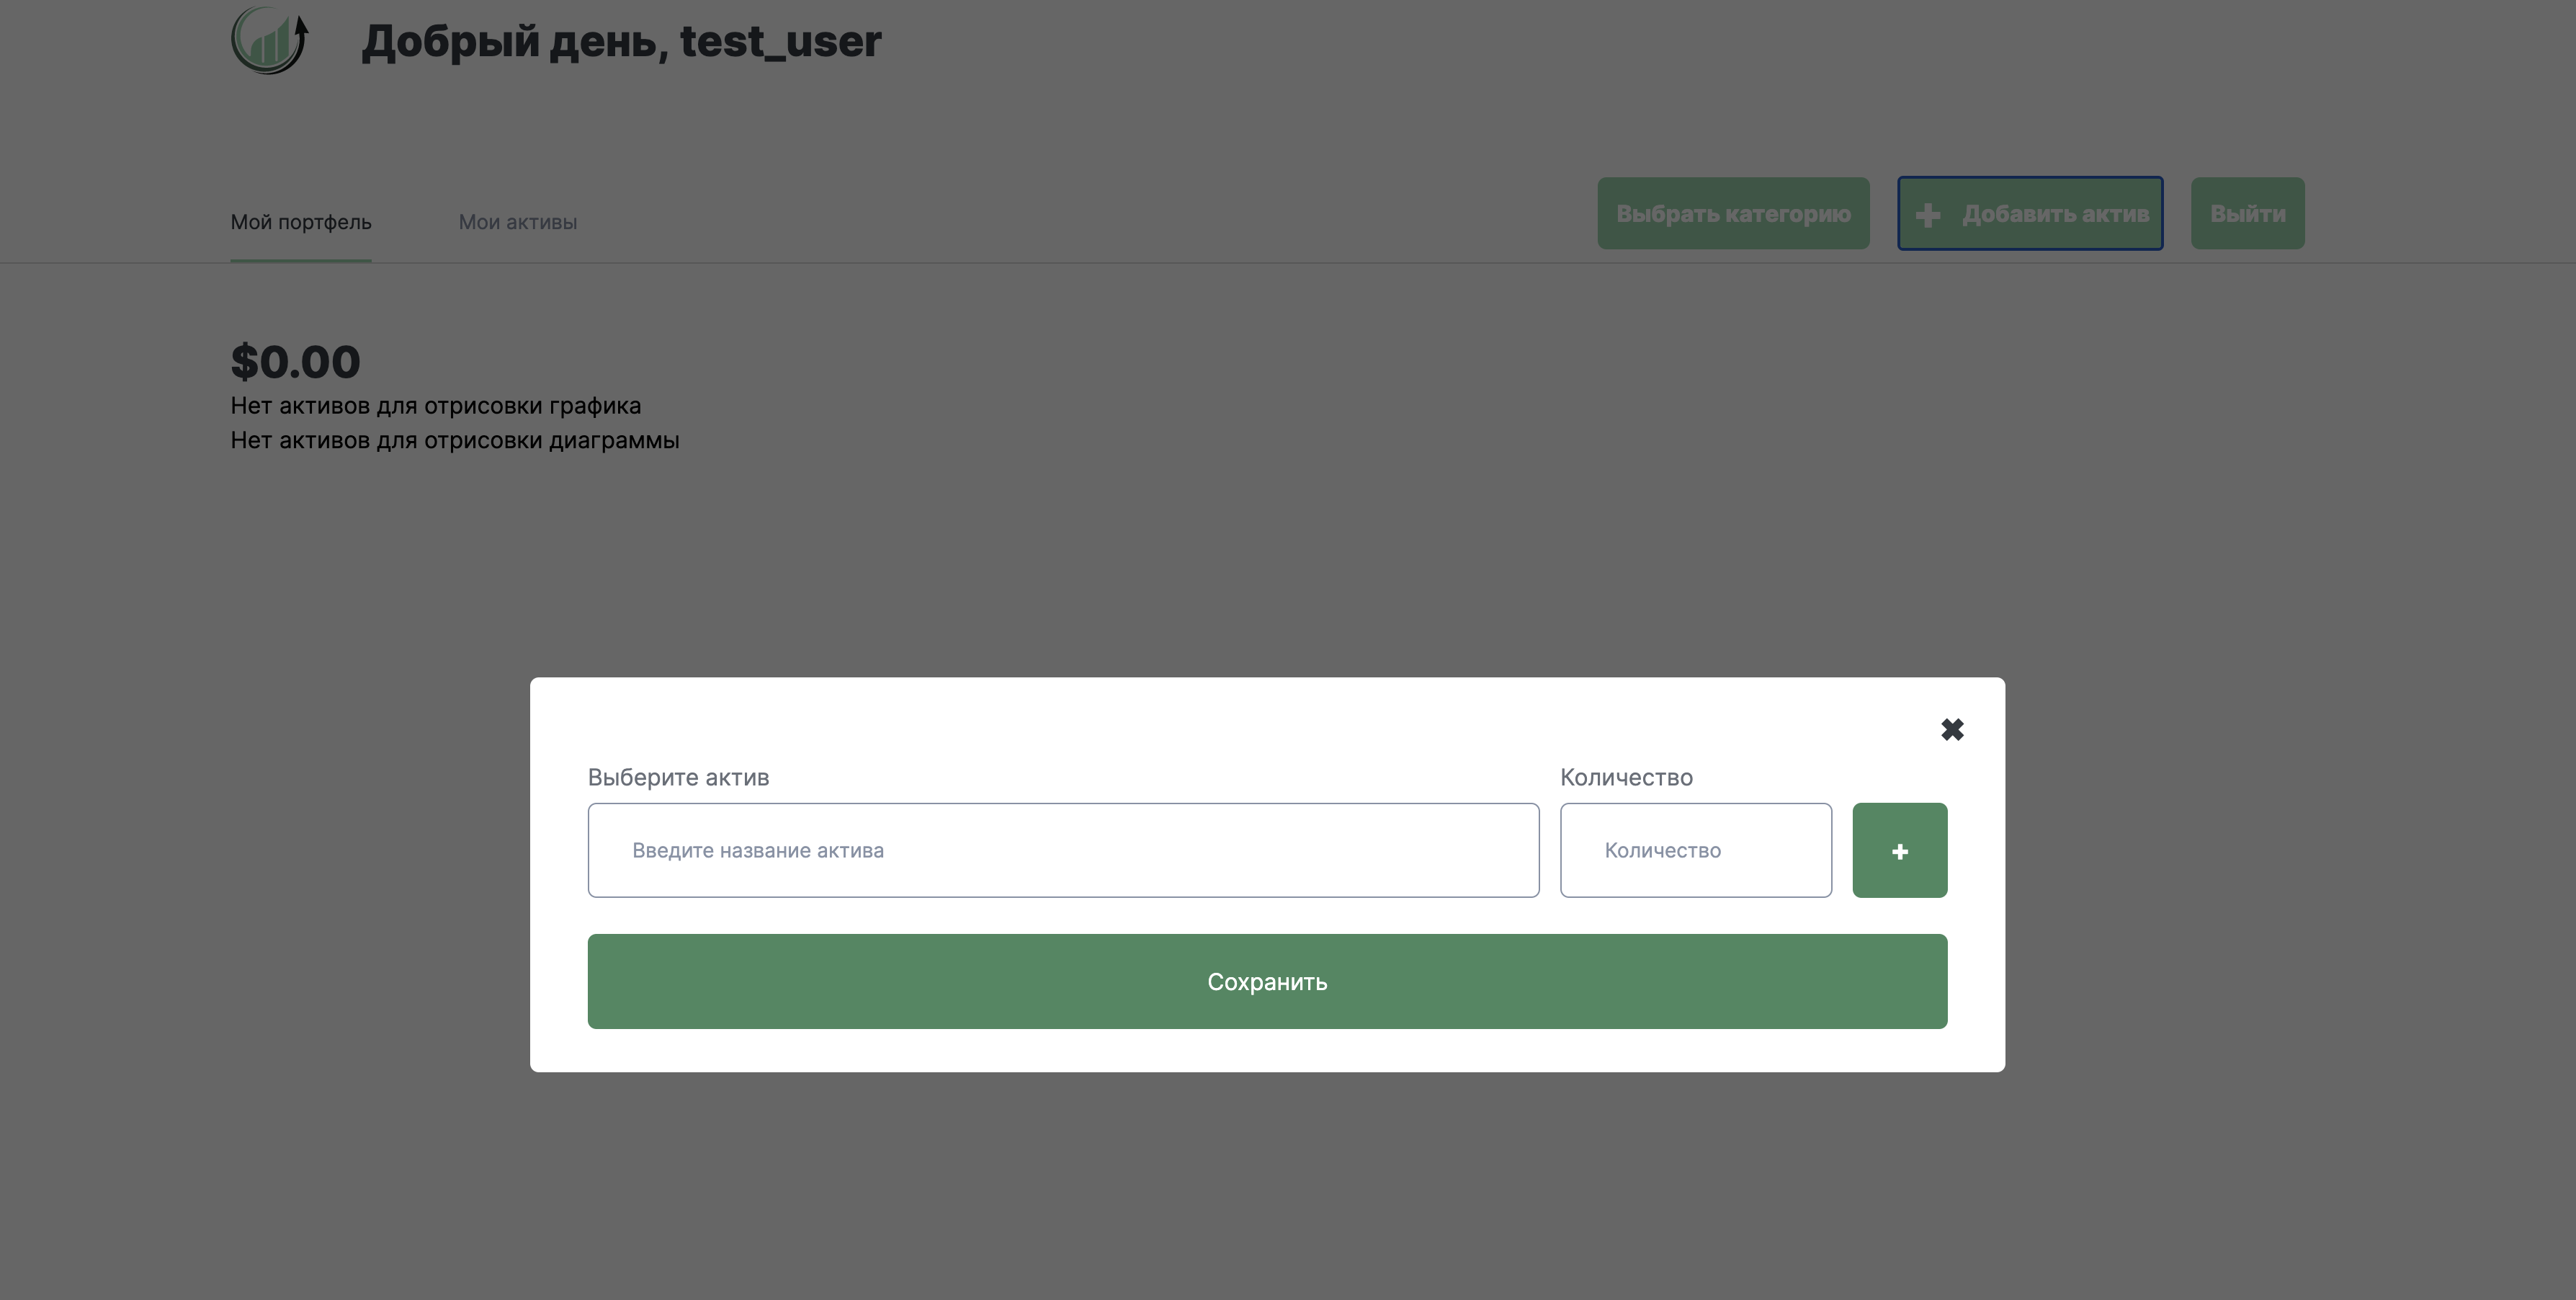 Добрый день, test_user
Мой портфель
Мои активы
Выбрать категорию
+ Добавить актив
Выйти
$0.00
Нет активов для отрисовки графика
Нет активов для отрисовки диаграммы
Выберите актив
Количество
Введите название актива
Количество
+
Сохранить